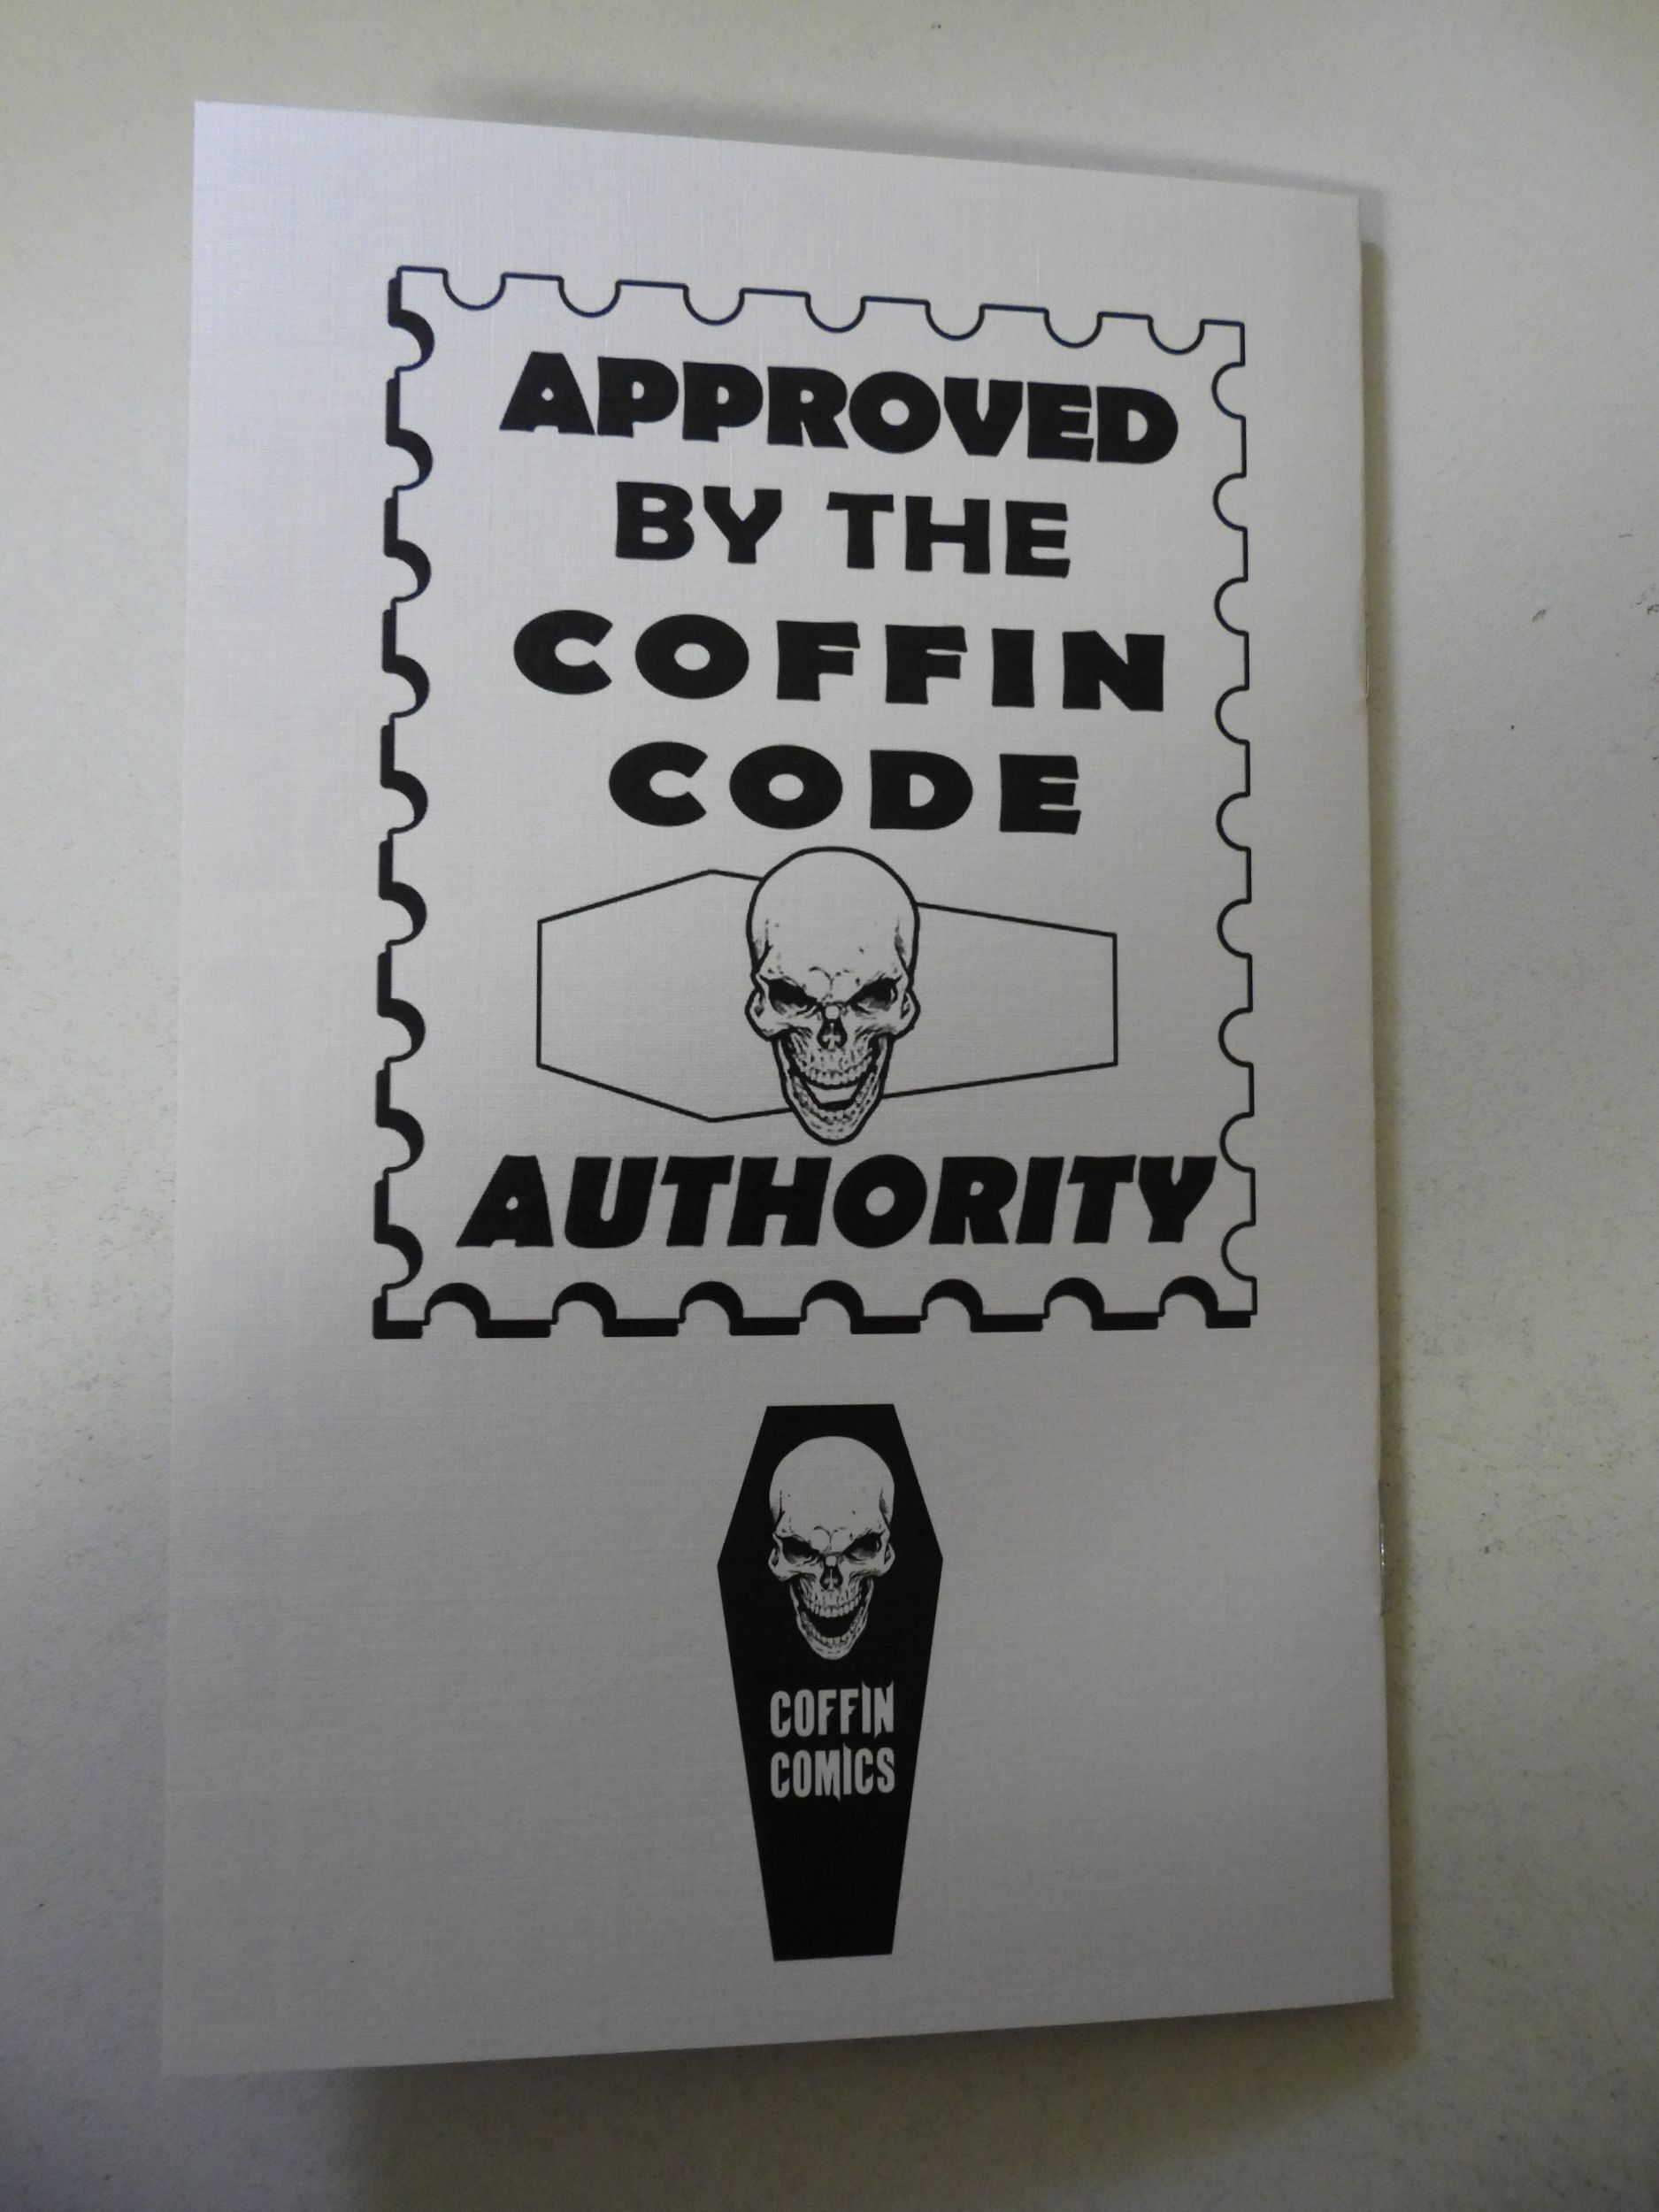 APPROVED
BY THE
COFFIN
CODE
AUTHORITY
COFFIN
COMICS